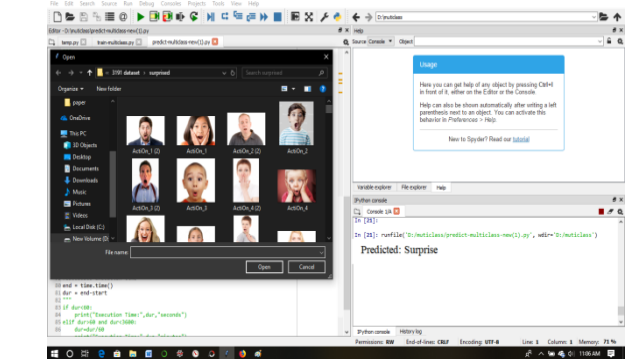 File Edit Search Source Run Debug Consoles Projects Tools View Help
D:\muticlass
Editor - D:\muticlass\predict-multiclass-new(1).py
temp.py
train-multiclass.py
predict-multiclass-new(1).py
Open
3191 dataset > surprised
Search surprised
Organize
New folder
paper
OneDrive
This PC
3D Objects
Desktop
Documents
Downloads
Music
Pictures
Videos
Local Disk (C:)
New Volume (D:)
ActiOn_1 (2)
ActiOn_1
ActiOn_2 (2)
ActiOn_2
ActiOn_3 (2)
ActiOn_3
ActiOn_4 (2)
ActiOn_4
File name:
Open
Cancel
end = time.time()
dur = end-start
"""
if dur<60:
print("Execution Time:",dur,"seconds")
elif dur>60 and dur<3600:
dur=dur/60
Help
Source Console Object
Usage
Here you can get help of any object by pressing Ctrl+I
in front of it, either on the Editor or the Console.
Help can also be shown automatically after writing a left
parenthesis next to an object. You can activate this
behavior in Preferences > Help.
New to Spyder? Read our tutorial
Variable explorer
File explorer
Help
IPython console
Console 1/A
In [21]:
In [21]: runfile('D:/muticlass/predict-multiclass-new(1).py', wdir='D:/muticlass')
Predicted: Surprise
IPython console
History log
Permissions: RW End-of-lines: CRLF Encoding: UTF-8 Line: 1 Column: 1 Memory: 71 %
11:06 AM